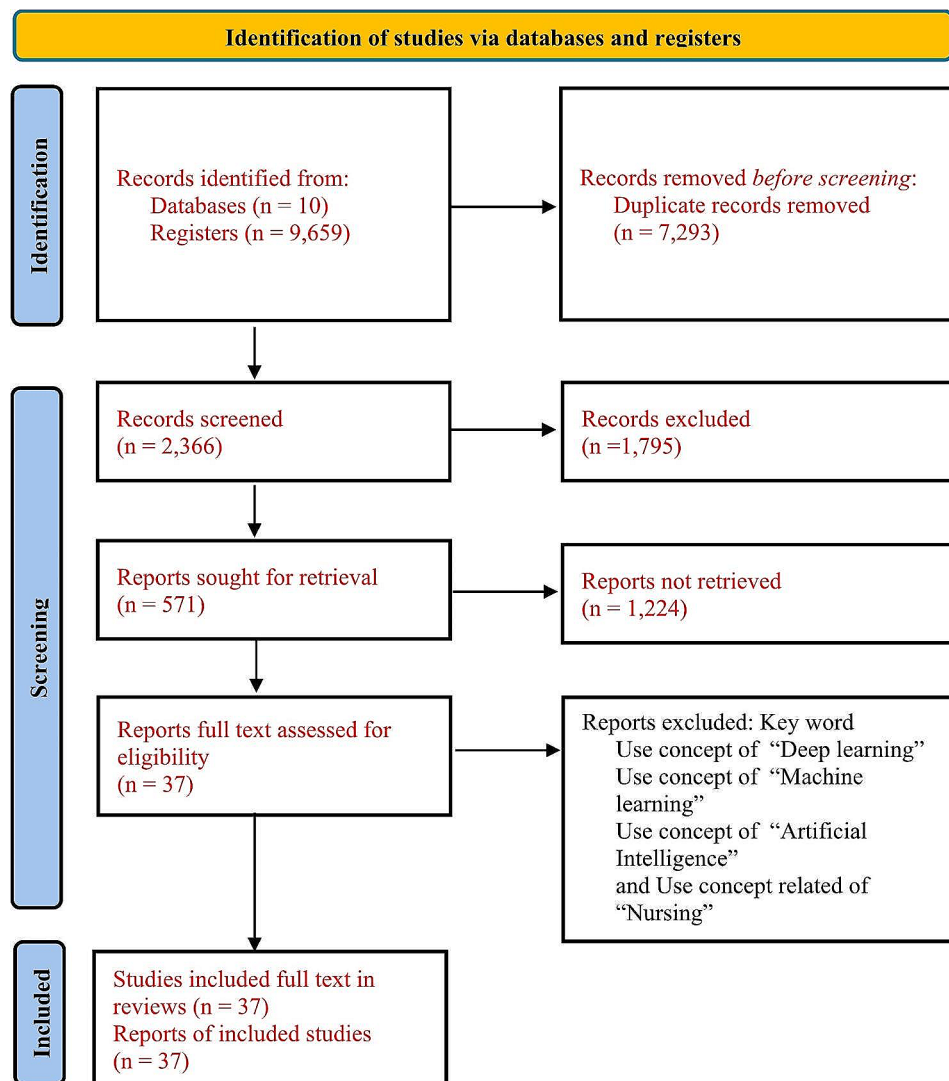 Identification of studies via databases and registers
Identification
Records identified from:
Databases (n = 10)
Registers (n = 9,659)
Records removed before screening:
Duplicate records removed
(n = 7,293)
Screening
Records screened
(n = 2,366)
Records excluded
(n =1,795)
Reports sought for retrieval
(n = 571)
Reports not retrieved
(n = 1,224)
Reports full text assessed for
eligibility
(n = 37)
Reports excluded: Key word
Use concept of “Deep learning”
Use concept of “Machine
learning”
Use concept of “Artificial
Intelligence”
and Use concept related of
“Nursing”
Included
Studies included full text in
reviews (n = 37)
Reports of included studies
(n = 37)